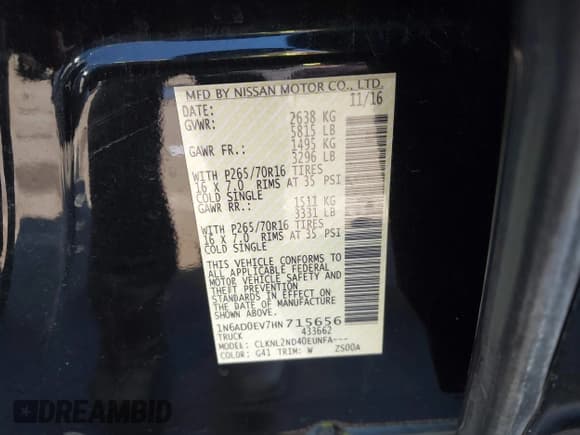 MFD BY NISSAN MOTOR CO., LTD.
DATE: 11/16
GVWR: 2638 KG
5815 LB
GAWR FR.: 1495 KG
3296 LB
WITH P265/70R16 TIRES
16 X 7.0 RIMS AT 35 PSI
COLD SINGLE
GAWR RR.: 1511 KG
3331 LB
WITH P265/70R16 TIRES
16 X 7.0 RIMS AT 35 PSI
COLD SINGLE
THIS VEHICLE CONFORMS TO
ALL APPLICABLE FEDERAL
MOTOR VEHICLE SAFETY AND
THEFT PREVENTION
STANDARDS IN EFFECT ON
THE DATE OF MANUFACTURE
SHOWN ABOVE.
1N6AD0EV7HN715656
TRUCK 433662
MODEL: CLKNL2ND40EUNFA---
COLOR: G41 TRIM: W ZS00A
DREAMBID